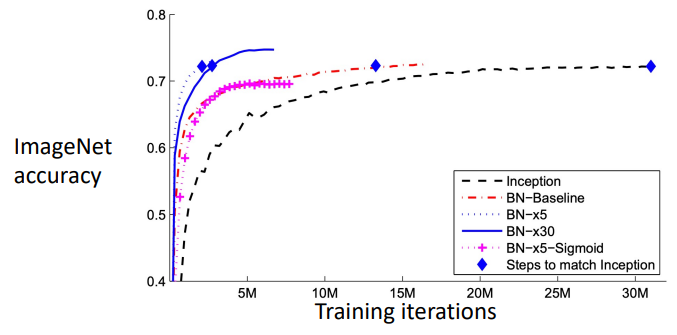 0.8
0.7
0.6
0.5
0.4
ImageNet
accuracy
Inception
BN-Baseline
BN-x5
BN-x30
BN-x5-Sigmoid
Steps to match Inception
5M 10M 15M 20M 25M 30M
Training iterations